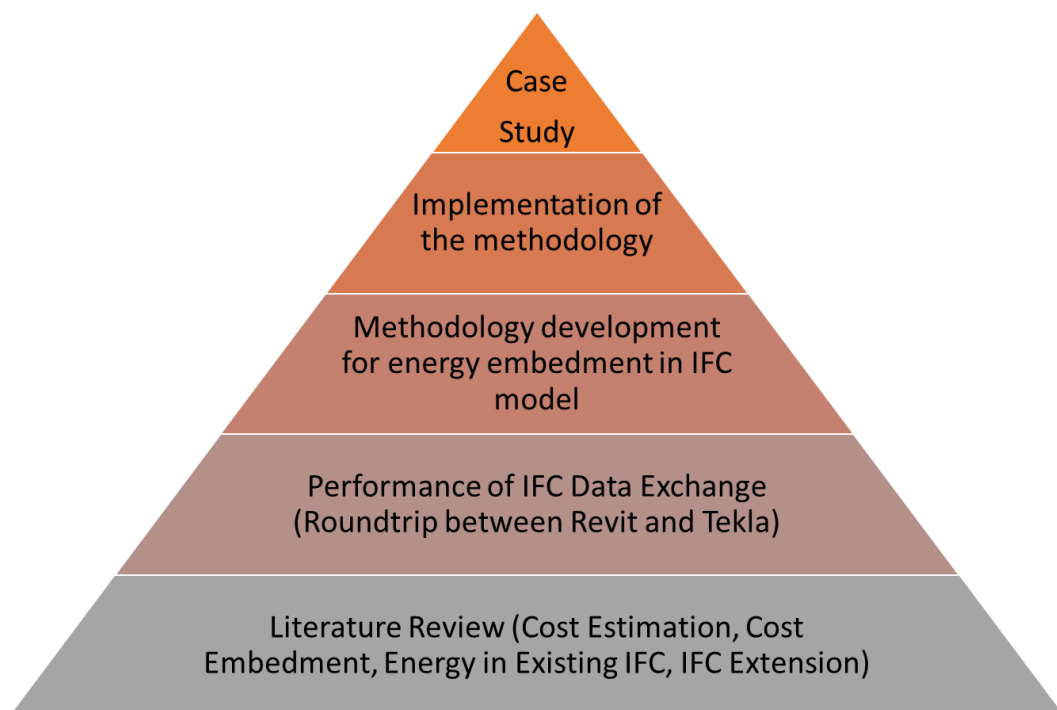 Case
Study
Implementation of
the methodology
Methodology development
for energy embedment in IFC
model
Performance of IFC Data Exchange
(Roundtrip between Revit and Tekla)
Literature Review (Cost Estimation, Cost
Embedment, Energy in Existing IFC, IFC Extension)